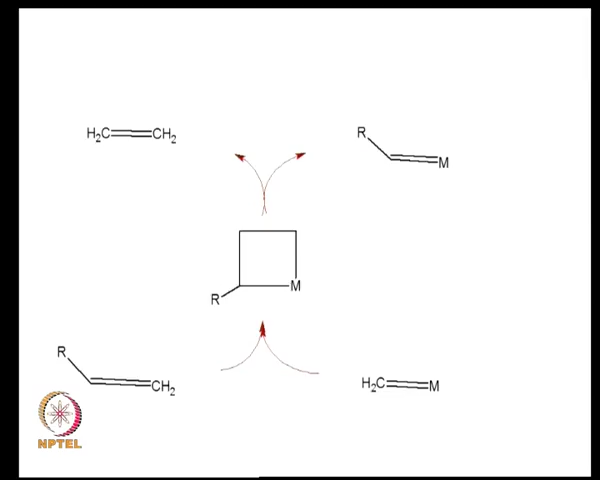 H₂C CH₂
R
M
R M
R
CH₂
H₂C M
NPTEL